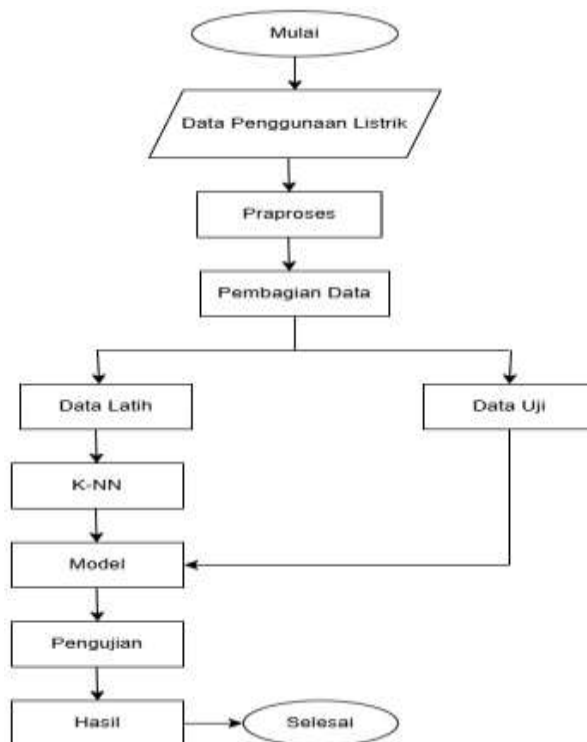 Mulai
Data Penggunaan Listrik
Praproses
Pembagian Data
Data Latih
Data Uji
K-NN
Model
Pengujian
Hasil
Selesai